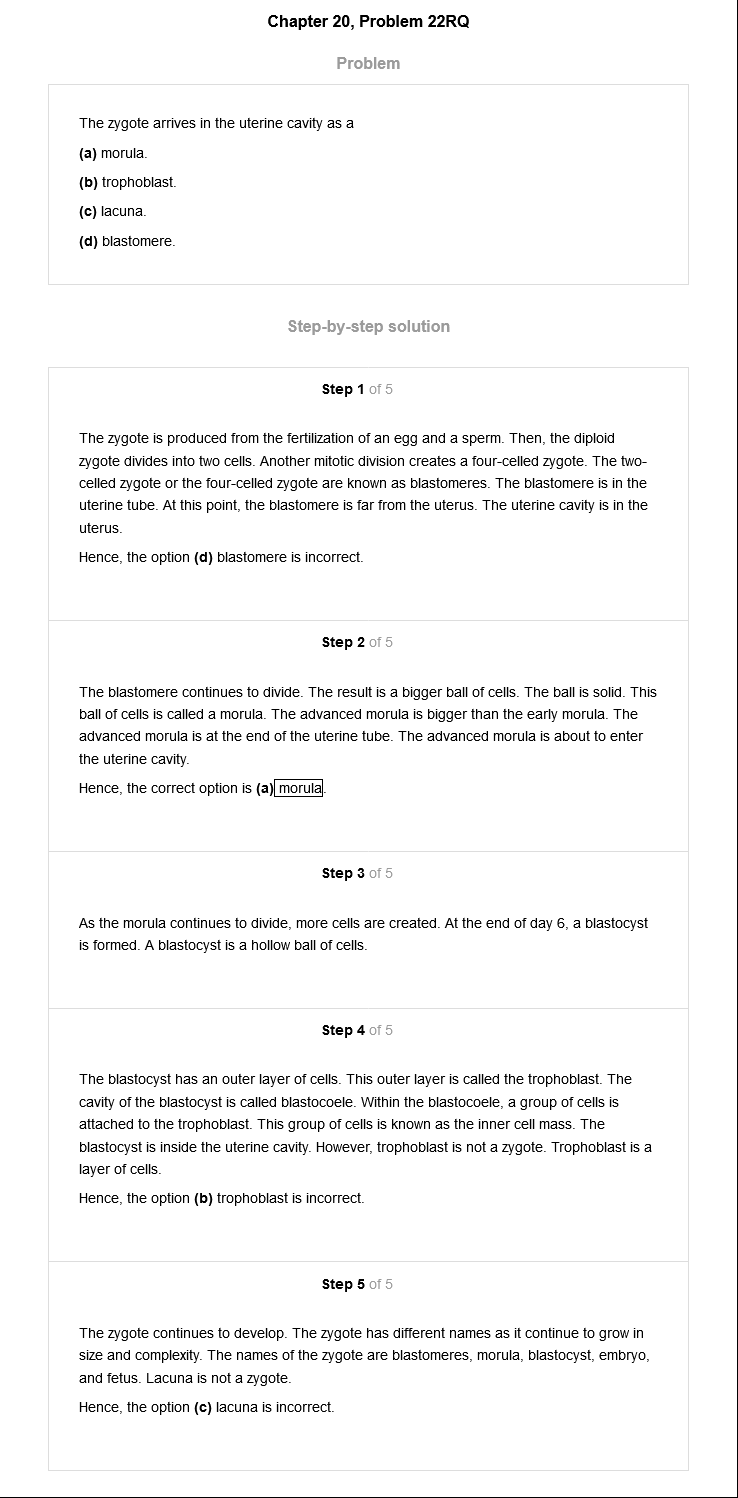 Chapter 20, Problem 22RQ
Problem
The zygote arrives in the uterine cavity as a
(a) morula.
(b) trophoblast.
(c) lacuna.
(d) blastomere.
Step-by-step solution
Step 1 of 5
The zygote is produced from the fertilization of an egg and a sperm. Then, the diploid
zygote divides into two cells. Another mitotic division creates a four-celled zygote. The two-
celled zygote or the four-celled zygote are known as blastomeres. The blastomere is in the
uterine tube. At this point, the blastomere is far from the uterus. The uterine cavity is in the
uterus.
Hence, the option (d) blastomere is incorrect.
Step 2 of 5
The blastomere continues to divide. The result is a bigger ball of cells. The ball is solid. This
ball of cells is called a morula. The advanced morula is bigger than the early morula. The
advanced morula is at the end of the uterine tube. The advanced morula is about to enter
the uterine cavity.
Hence, the correct option is (a) morula.
Step 3 of 5
As the morula continues to divide, more cells are created. At the end of day 6, a blastocyst
is formed. A blastocyst is a hollow ball of cells.
Step 4 of 5
The blastocyst has an outer layer of cells. This outer layer is called the trophoblast. The
cavity of the blastocyst is called blastocoele. Within the blastocoele, a group of cells is
attached to the trophoblast. This group of cells is known as the inner cell mass. The
blastocyst is inside the uterine cavity. However, trophoblast is not a zygote. Trophoblast is a
layer of cells.
Hence, the option (b) trophoblast is incorrect.
Step 5 of 5
The zygote continues to develop. The zygote has different names as it continue to grow in
size and complexity. The names of the zygote are blastomeres, morula, blastocyst, embryo,
and fetus. Lacuna is not a zygote.
Hence, the option (c) lacuna is incorrect.